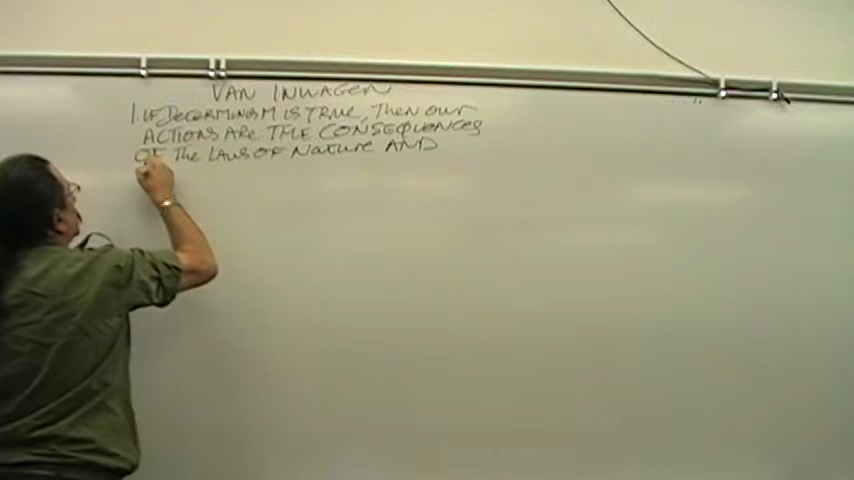 VAN INWAGEN
1. IF DETERMINISM IS TRUE, Then our
ACTIONS ARE THE CONSEQUENCES
OF The LAWS OF NATURE AND